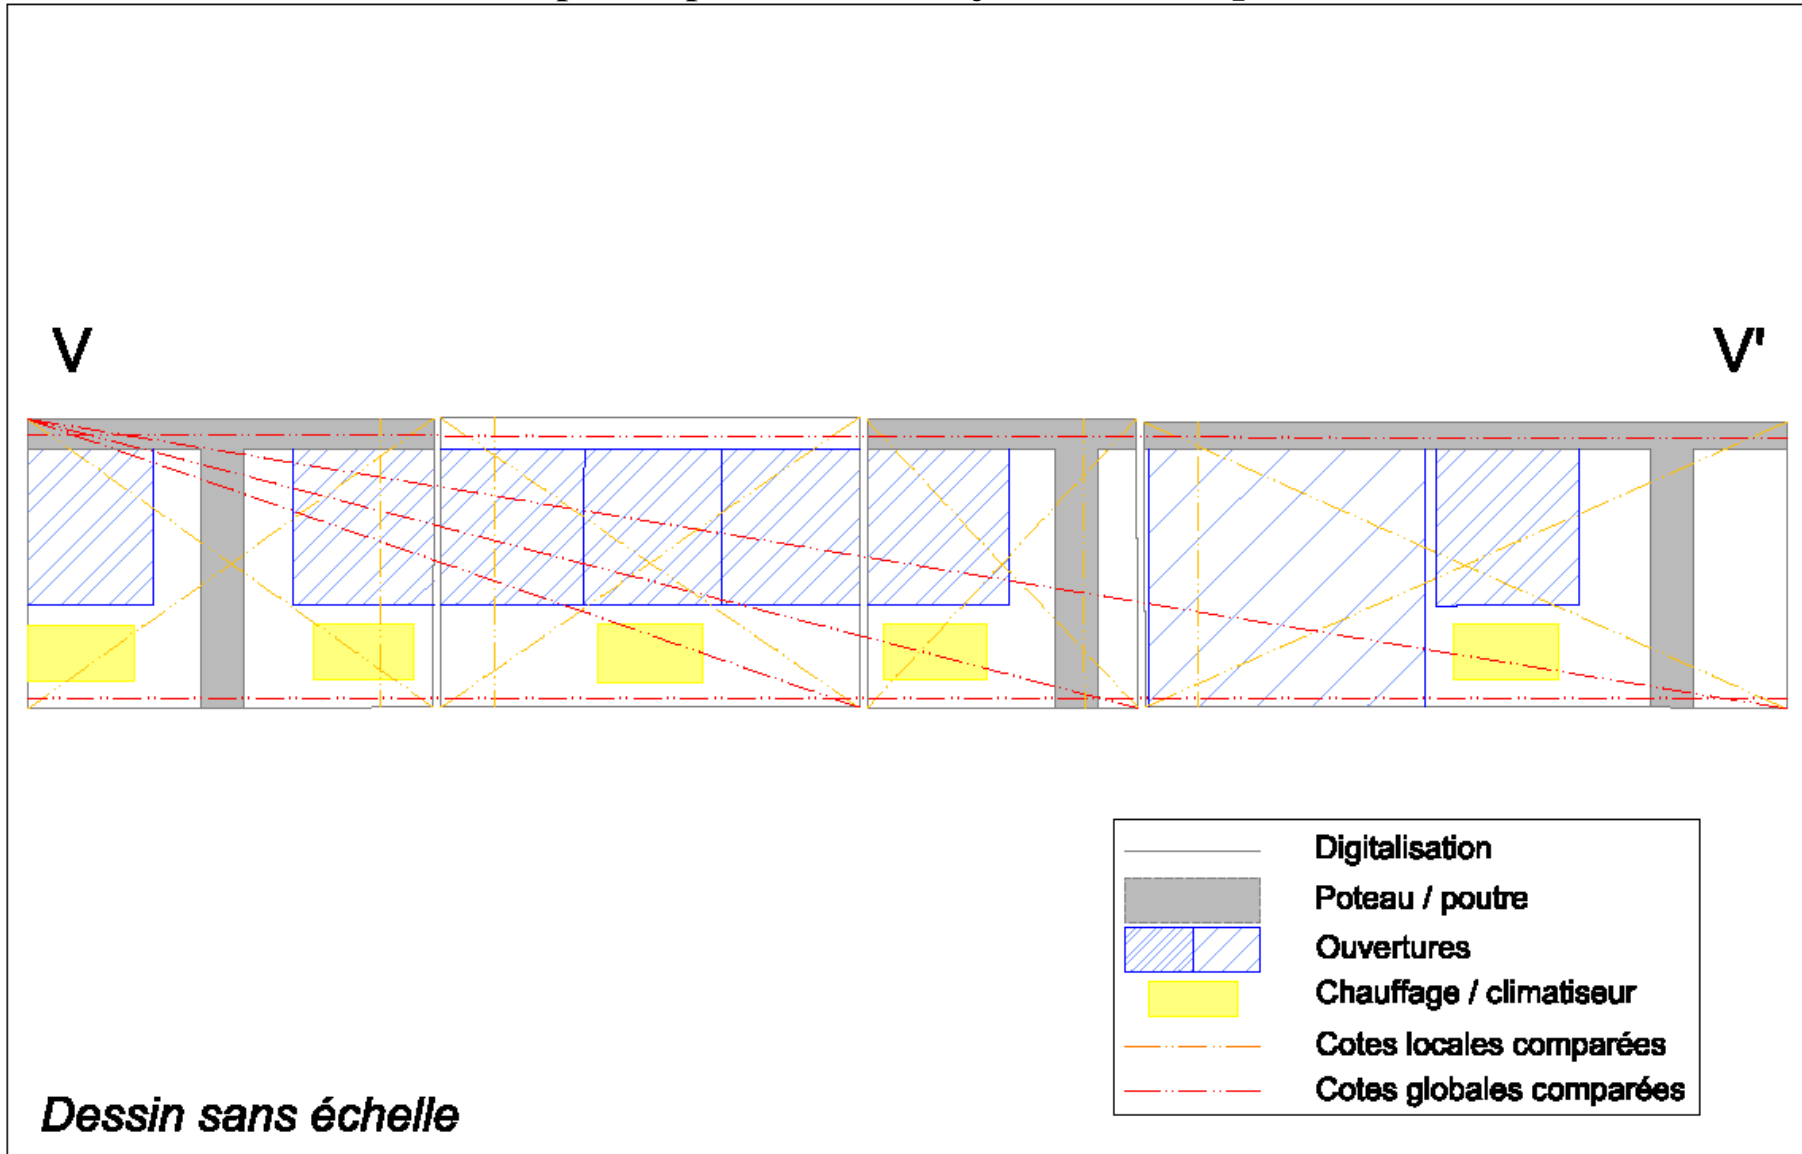 V
V'
Digitalisation
Poteau / poutre
Ouvertures
Chauffage / climatiseur
Cotes locales comparées
Cotes globales comparées
Dessin sans échelle